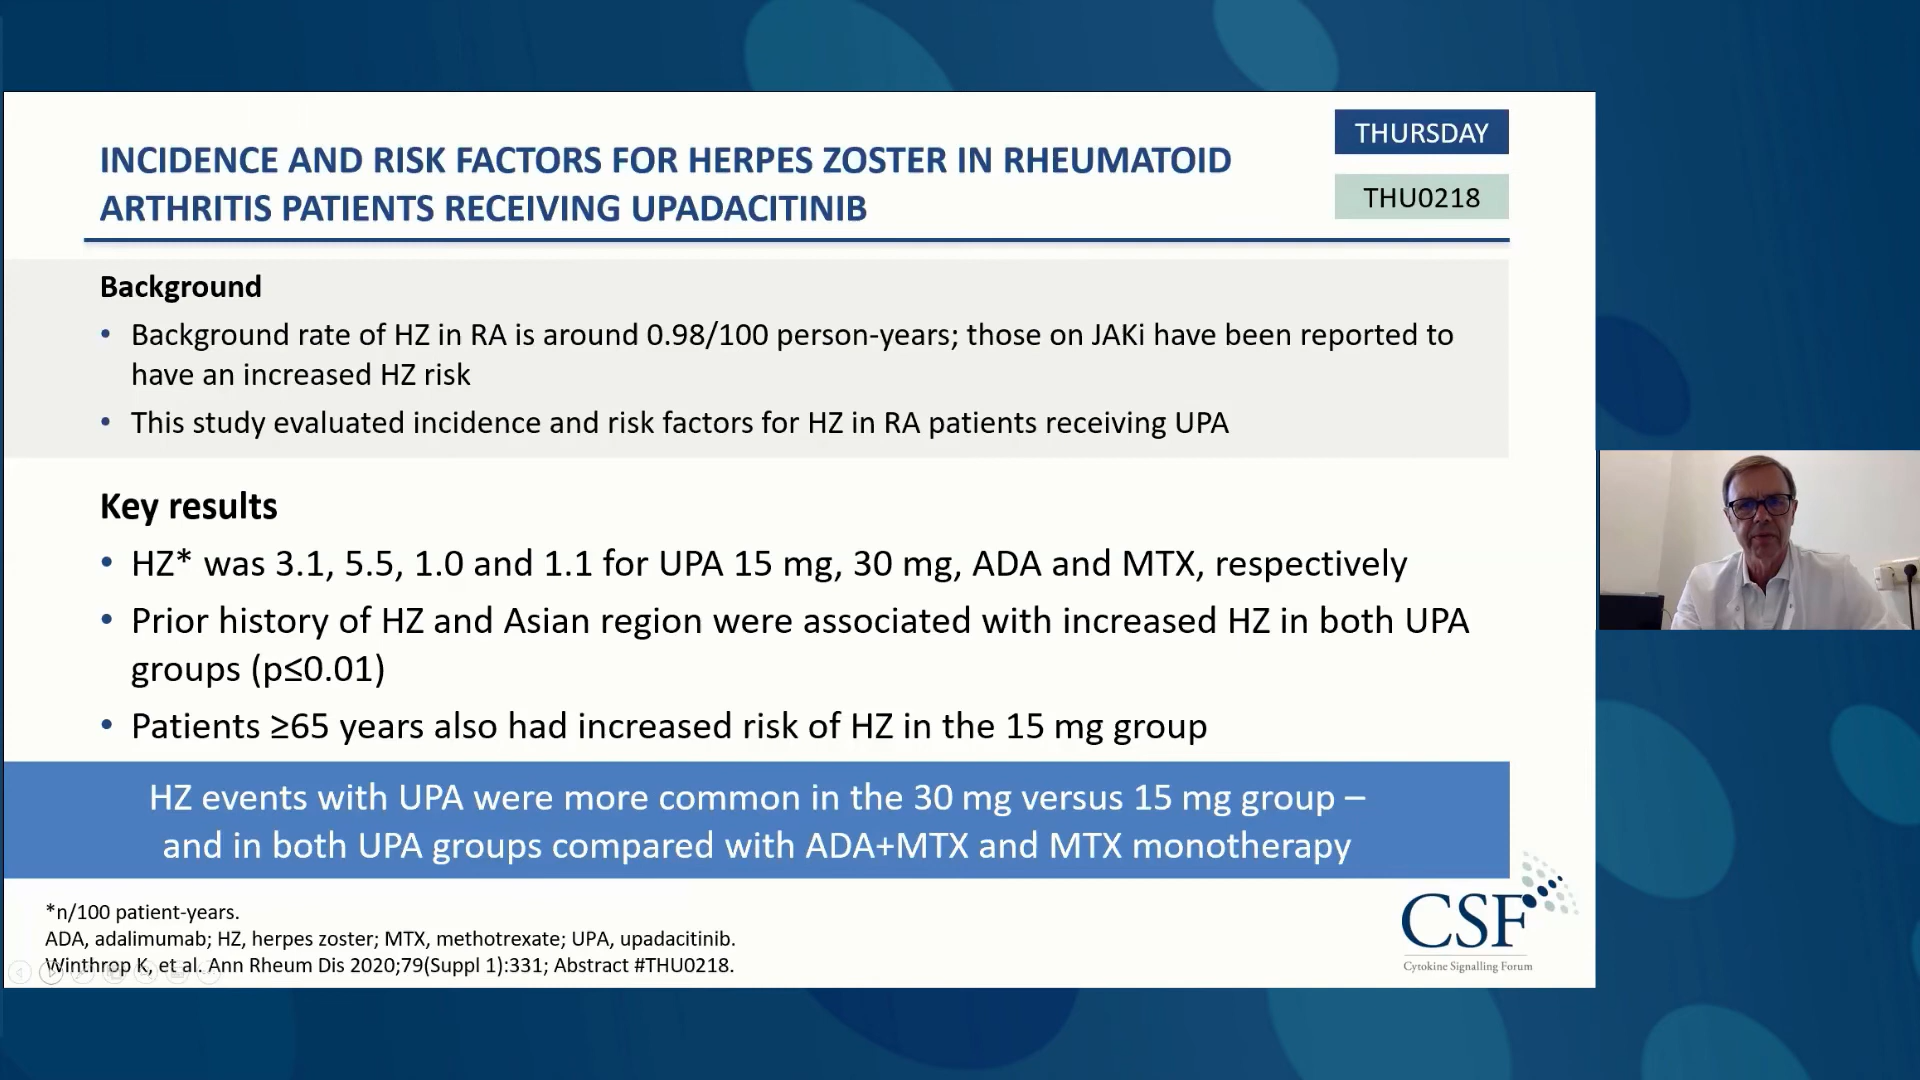 THURSDAY
INCIDENCE AND RISK FACTORS FOR HERPES ZOSTER IN RHEUMATOID
ARTHRITIS PATIENTS RECEIVING UPADACITINIB
THU0218
Background
• Background rate of HZ in RA is around 0.98/100 person-years; those on JAKi have been reported to
have an increased HZ risk
• This study evaluated incidence and risk factors for HZ in RA patients receiving UPA
Key results
• HZ* was 3.1, 5.5, 1.0 and 1.1 for UPA 15 mg, 30 mg, ADA and MTX, respectively
• Prior history of HZ and Asian region were associated with increased HZ in both UPA
groups (p≤0.01)
• Patients ≥65 years also had increased risk of HZ in the 15 mg group
HZ events with UPA were more common in the 30 mg versus 15 mg group –
and in both UPA groups compared with ADA+MTX and MTX monotherapy
*n/100 patient-years.
ADA, adalimumab; HZ, herpes zoster; MTX, methotrexate; UPA, upadacitinib.
Winthrop K, et al. Ann Rheum Dis 2020;79(Suppl 1):331; Abstract #THU0218.
CSF
Cytokine Signalling Forum